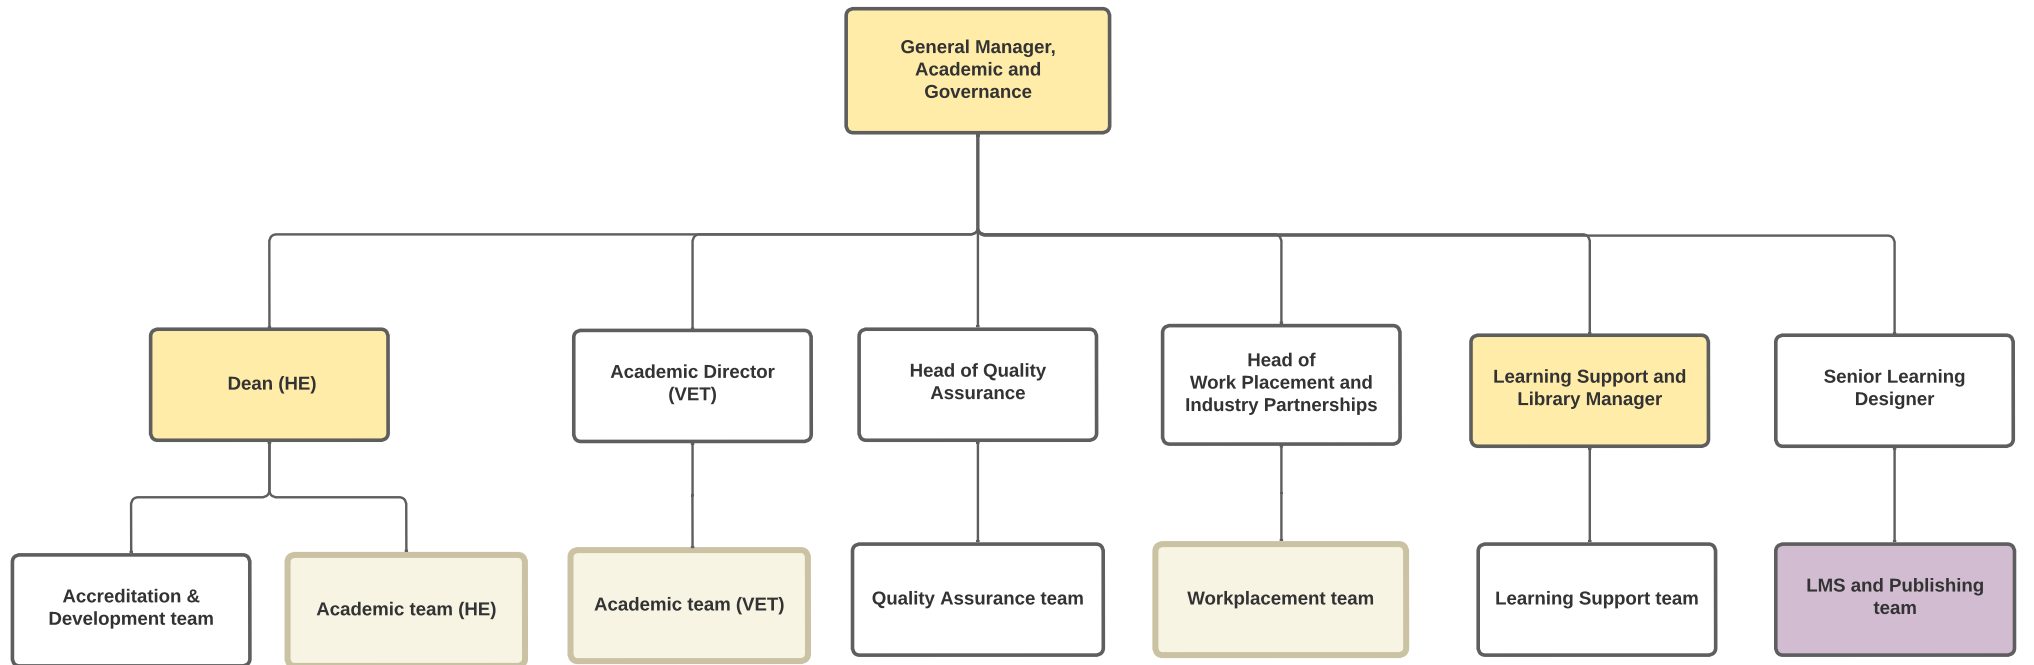 General Manager,
Academic and
Governance
Dean (HE)
Academic Director
(VET)
Head of Quality
Assurance
Head of
Work Placement and
Industry Partnerships
Learning Support and
Library Manager
Senior Learning
Designer
Accreditation &
Development team
Academic team (HE)
Academic team (VET)
Quality Assurance team
Workplacement team
Learning Support team
LMS and Publishing
team